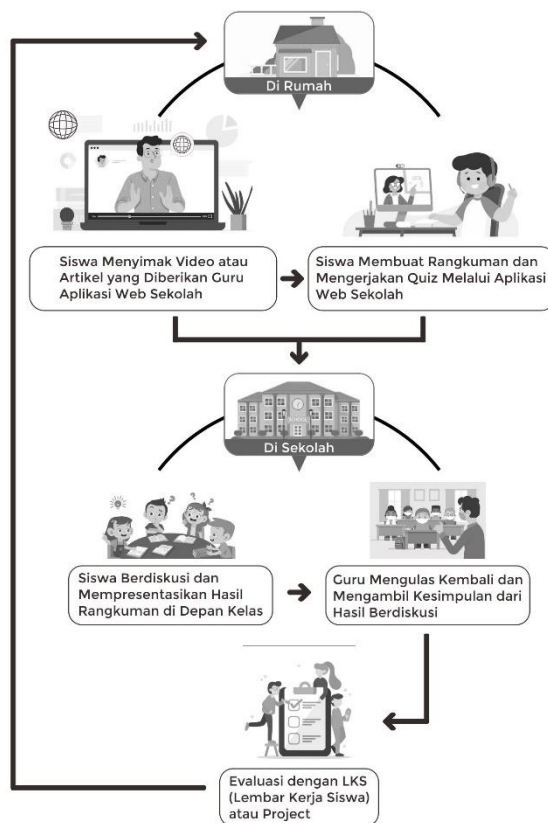 Di Rumah
Siswa Menyimak Video atau
Artikel yang Diberikan Guru
Aplikasi Web Sekolah
Siswa Membuat Rangkuman dan
Mengerjakan Quiz Melalui Aplikasi
Web Sekolah
Di Sekolah
Siswa Berdiskusi dan
Mempresentasikan Hasil
Rangkuman di Depan Kelas
Guru Mengulas Kembali dan
Mengambil Kesimpulan dari
Hasil Berdiskusi
Evaluasi dengan LKS
(Lembar Kerja Siswa)
atau Project